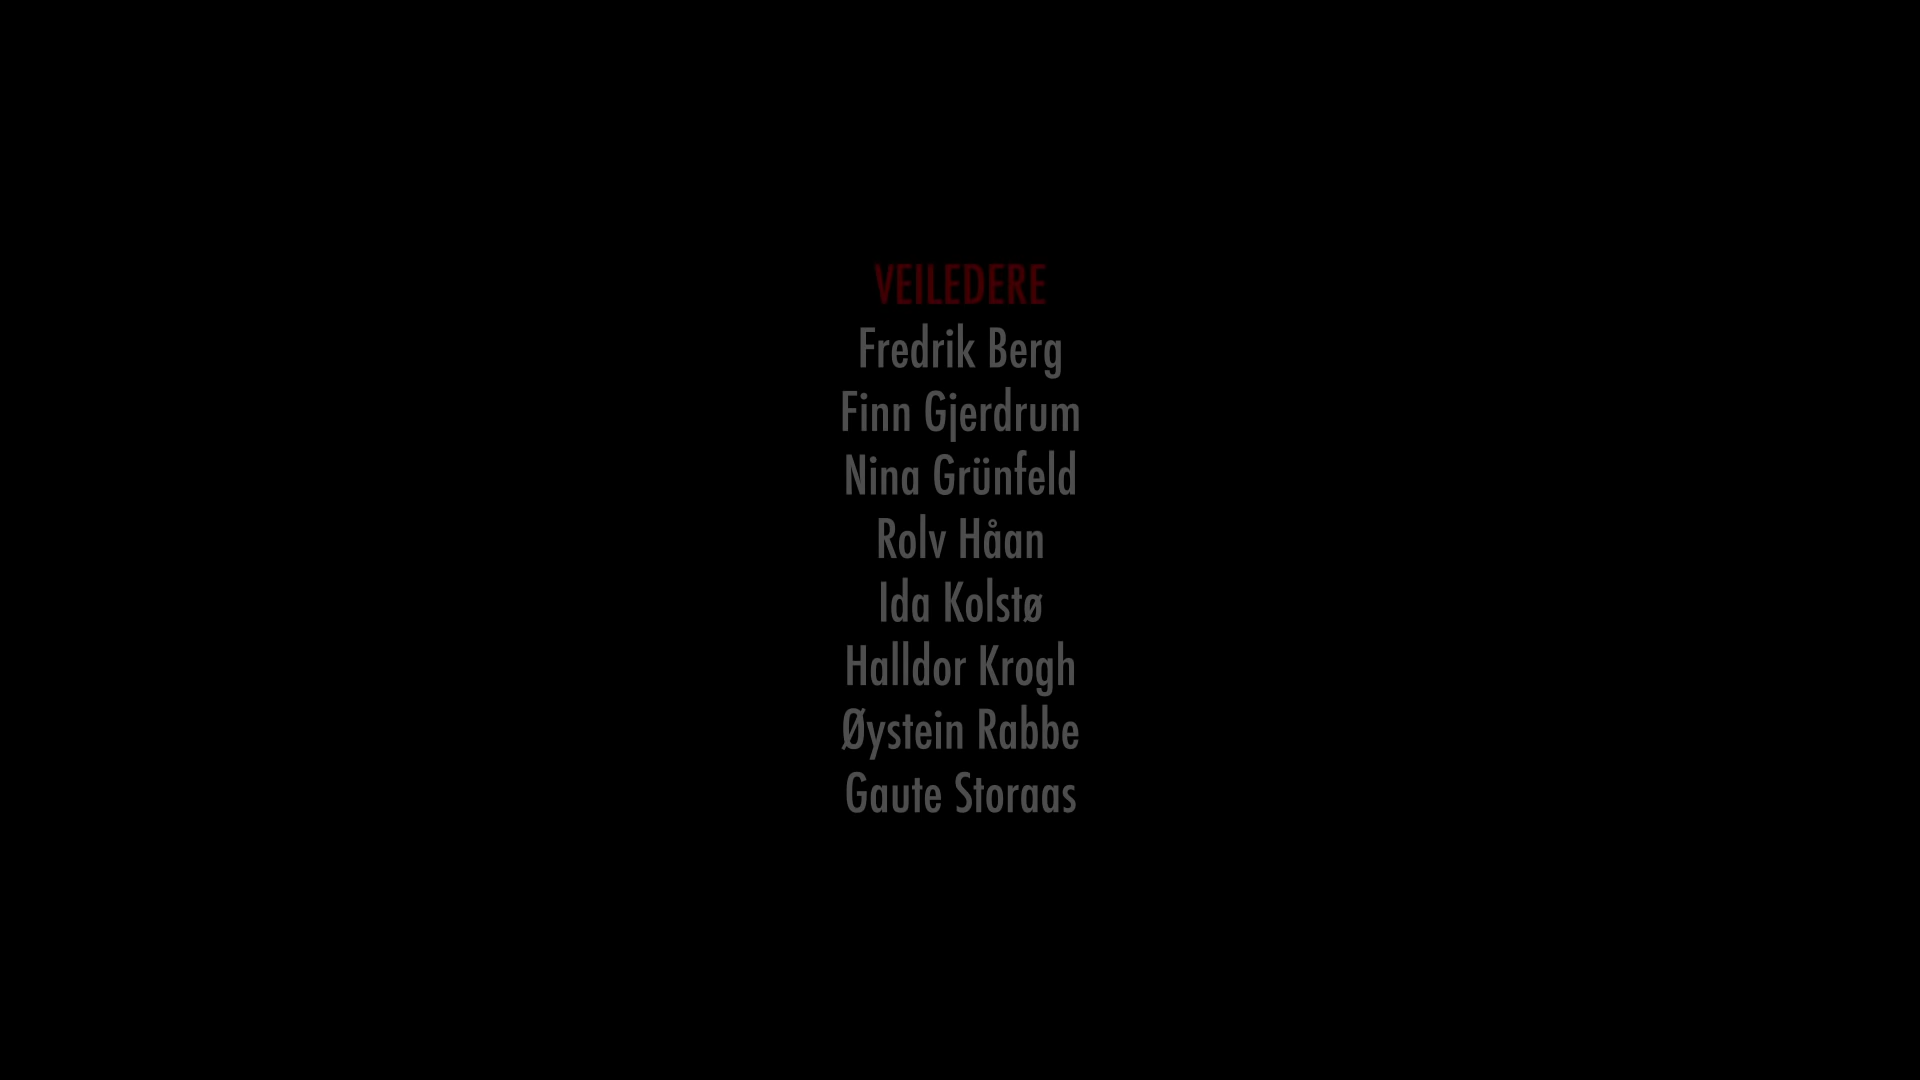 VEILEDERE
Fredrik Berg
Finn Gjerdrum
Nina Grünfeld
Rolv Håan
Ida Kolstø
Halldor Krogh
Øystein Rabbe
Gaute Storaas